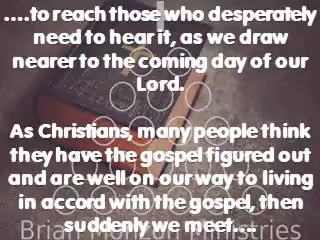 ....to reach those who desperately
need to hear it, as we draw
nearer to the coming day of our
Lord.
As Christians, many people think
they have the gospel figured out
and are well on our way to living
in accord with the gospel, then
suddenly we meet....
Ministries